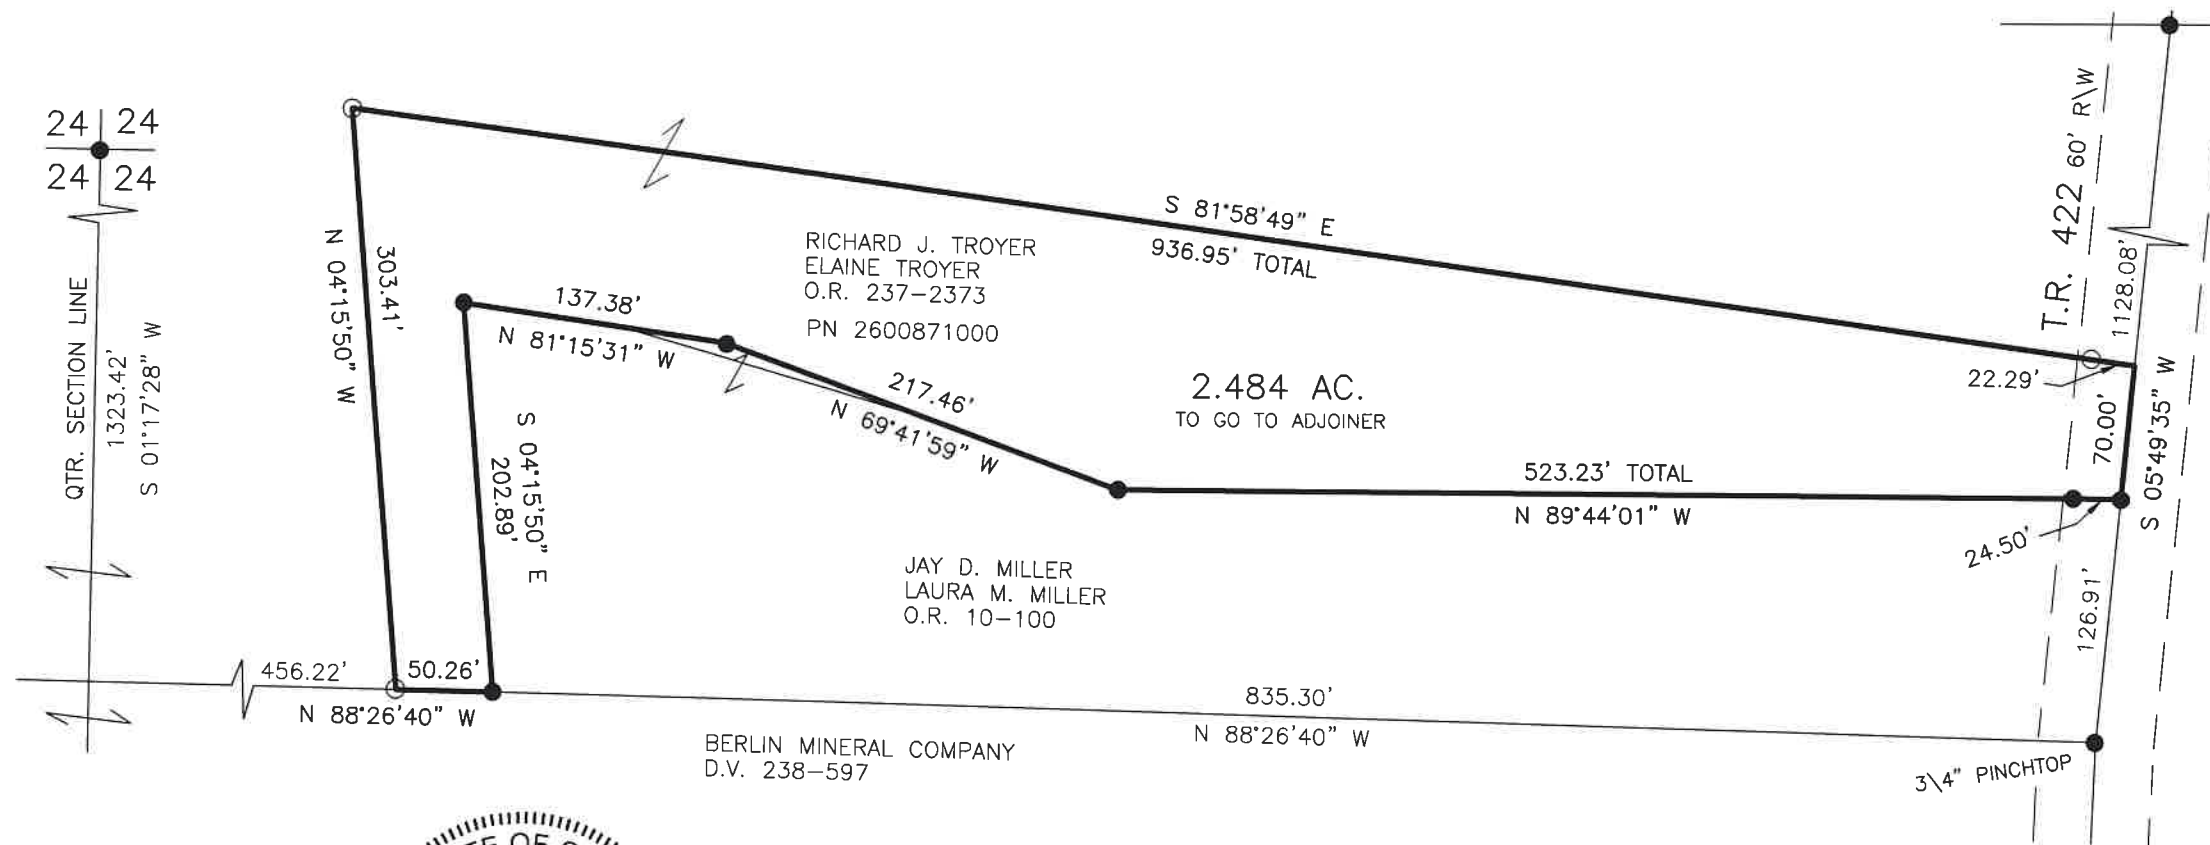 24 24
24 24
QTR. SECTION LINE
1323.42'
S 01°17'28" W
N 04°15'50" W
303.41'
S 81°58'49" E
936.95' TOTAL
RICHARD J. TROYER
ELAINE TROYER
O.R. 237-2373
PN 2600871000
137.38'
N 81°15'31" W
217.46'
N 69°41'59" W
2.484 AC.
TO GO TO ADJOINER
T.R. 422 60' R\W
1128.08'
22.29'
70.00'
S 05°49'35" W
523.23' TOTAL
N 89°44'01" W
24.50'
126.91'
S 04°15'50" E
202.89'
JAY D. MILLER
LAURA M. MILLER
O.R. 10-100
456.22'
50.26'
N 88°26'40" W
835.30'
N 88°26'40" W
BERLIN MINERAL COMPANY
D.V. 238-597
3\4" PINCHTOP
OF